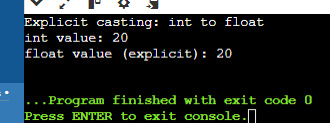 Explicit casting: int to float
int value: 20
float value (explicit): 20
...Program finished with exit code 0
Press ENTER to exit console.